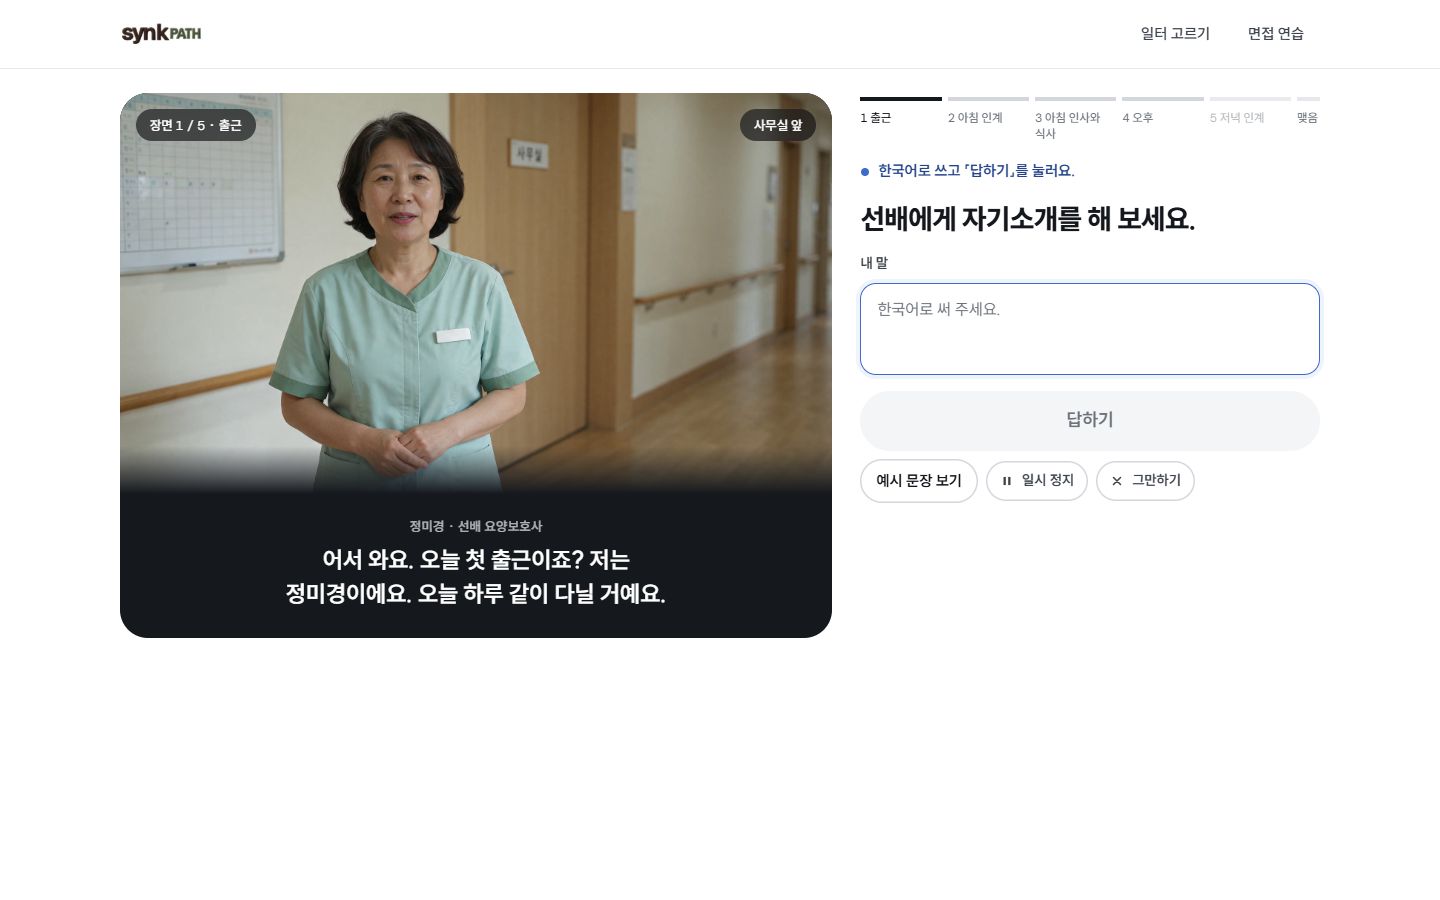 synk PATH
일터 고르기
면접 연습
장면 1 / 5 · 출근
사무실 앞
사무실
정미경 · 선배 요양보호사
어서 와요. 오늘 첫 출근이죠? 저는
정미경이에요. 오늘 하루 같이 다닐 거예요.
1 출근
2 아침 인계
3 아침 인사와
식사
4 오후
5 저녁 인계
맺음
한국어로 쓰고 「답하기」를 눌러요.
선배에게 자기소개를 해 보세요.
내 말
한국어로 써 주세요.
답하기
예시 문장 보기
일시 정지
그만하기